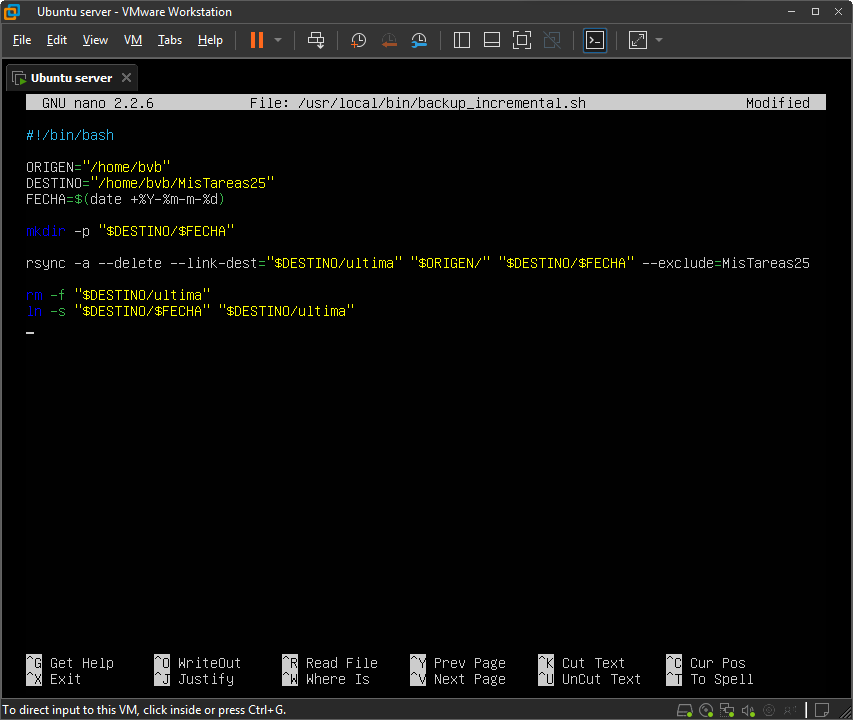 Ubuntu server - VMware Workstation
File Edit View VM Tabs Help
Ubuntu server
GNU nano 2.2.6 File: /usr/local/bin/backup_incremental.sh Modified
#!/bin/bash
ORIGEN="/home/bvb"
DESTINO="/home/bvb/MisTareas25"
FECHA=$(date +%Y-%m-m-%d)
mkdir -p "$DESTINO/$FECHA"
rsync -a --delete --link-dest="$DESTINO/ultima" "$ORIGEN/" "$DESTINO/$FECHA" --exclude=MisTareas25
rm -f "$DESTINO/ultima"
ln -s "$DESTINO/$FECHA" "$DESTINO/ultima"
^G Get Help ^O WriteOut ^R Read File ^Y Prev Page ^K Cut Text ^C Cur Pos
^X Exit ^J Justify ^W Where Is ^V Next Page ^U UnCut Text ^T To Spell
To direct input to this VM, click inside or press Ctrl+G.